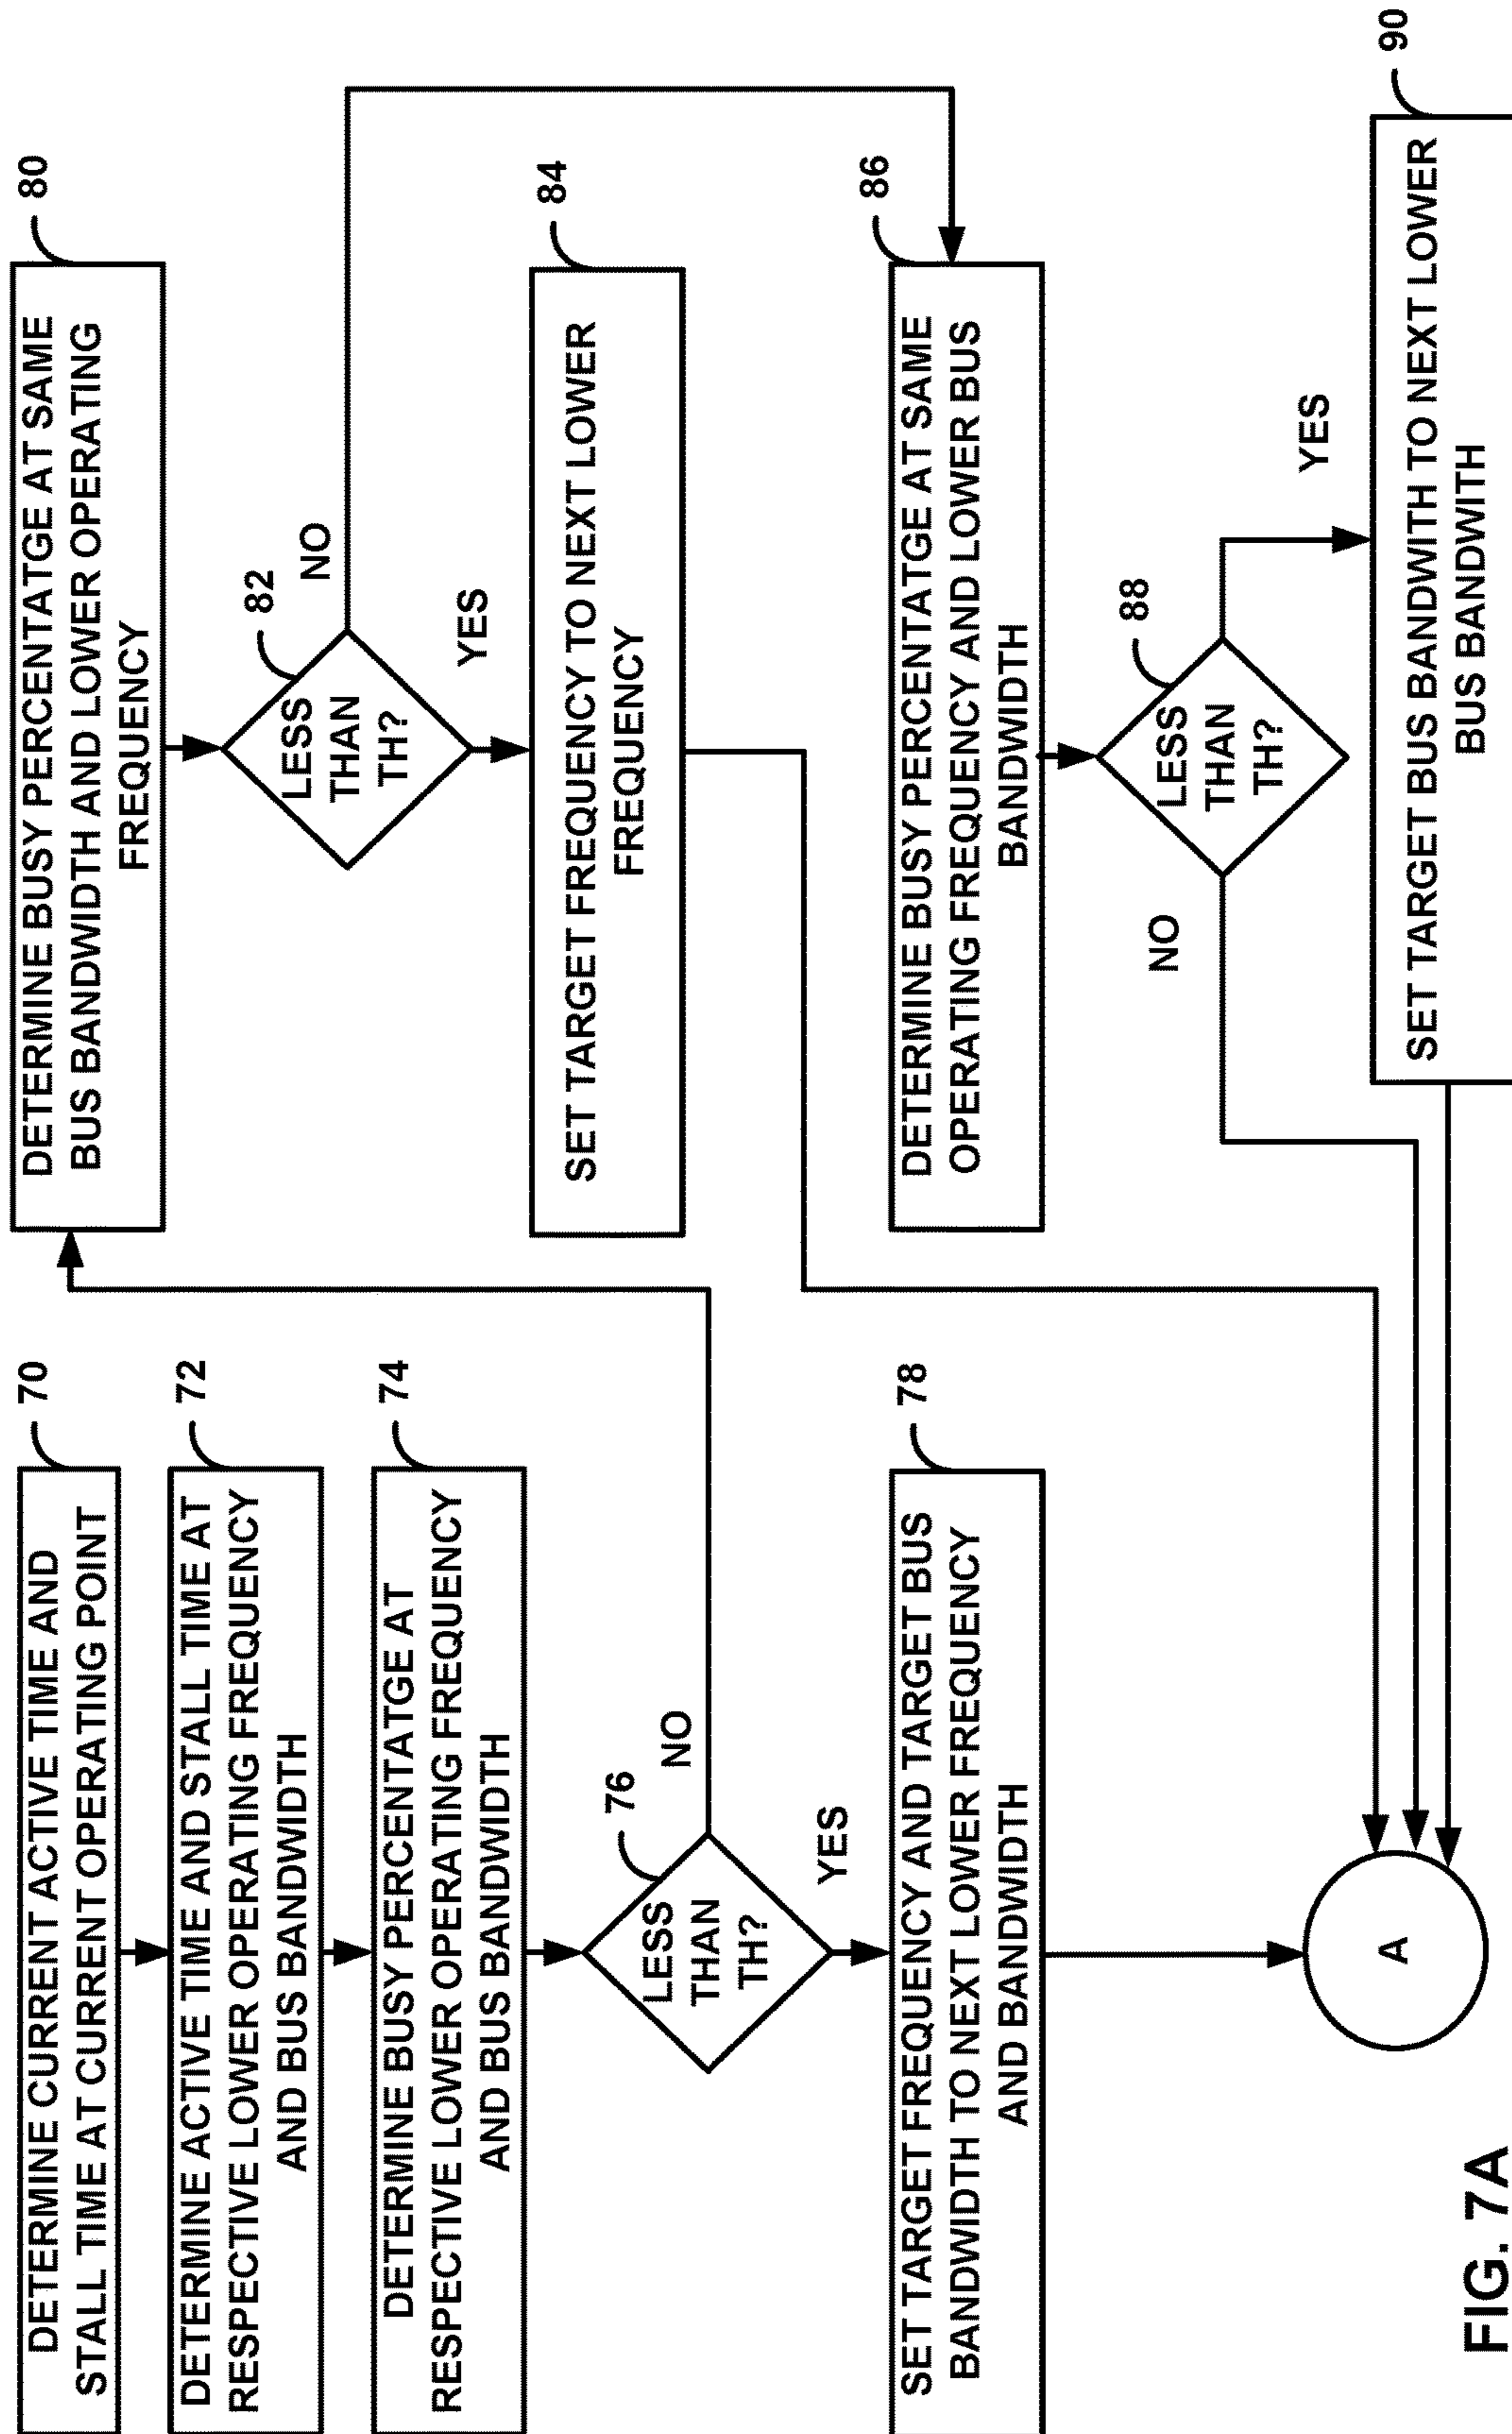 70
DETERMINE CURRENT ACTIVE TIME AND
STALL TIME AT CURRENT OPERATING POINT
72
DETERMINE ACTIVE TIME AND STALL TIME AT
RESPECTIVE LOWER OPERATING FREQUENCY
AND BUS BANDWIDTH
74
DETERMINE BUSY PERCENTATGE AT
RESPECTIVE LOWER OPERATING FREQUENCY
AND BUS BANDWIDTH
76
LESS
THAN
TH?
NO
YES
78
SET TARGET FREQUENCY AND TARGET BUS
BANDWIDTH TO NEXT LOWER FREQUENCY
AND BANDWIDTH
A
80
DETERMINE BUSY PERCENTATGE AT SAME
BUS BANDWIDTH AND LOWER OPERATING
FREQUENCY
82
LESS
THAN
TH?
NO
YES
84
SET TARGET FREQUENCY TO NEXT LOWER
FREQUENCY
86
DETERMINE BUSY PERCENTATGE AT SAME
OPERATING FREQUENCY AND LOWER BUS
BANDWIDTH
88
LESS
THAN
TH?
NO
YES
90
SET TARGET BUS BANDWITH TO NEXT LOWER
BUS BANDWITH
FIG. 7A